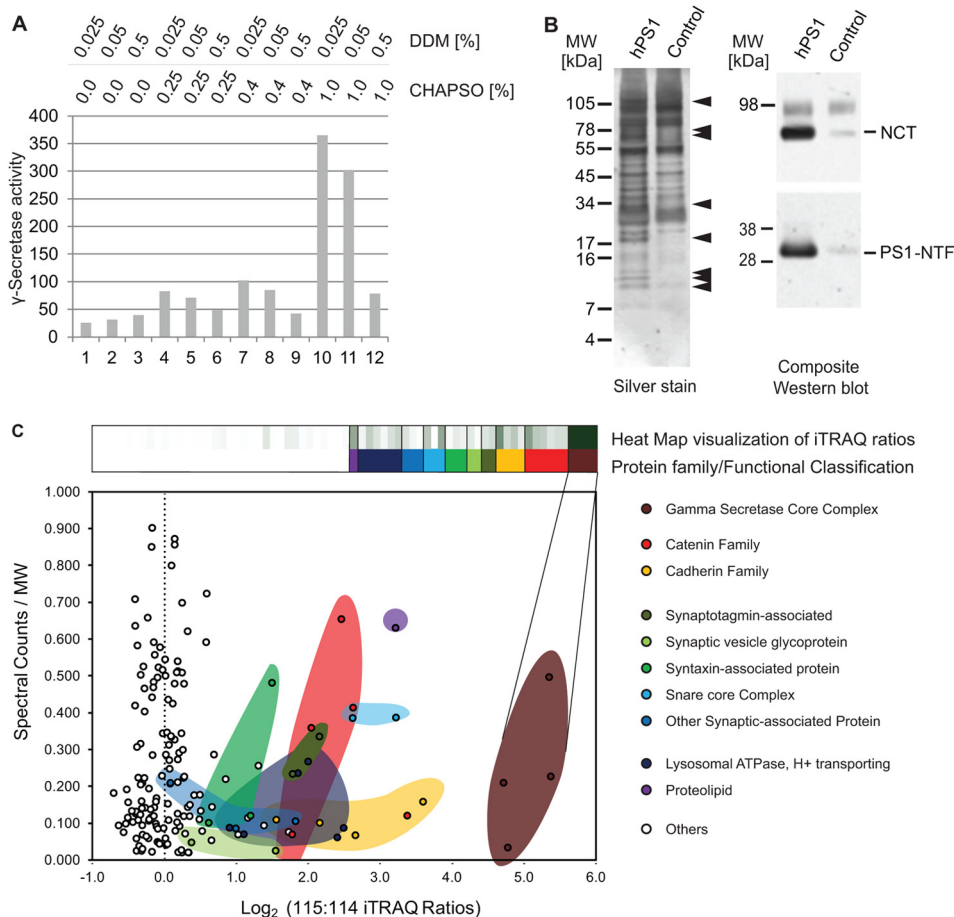 A
0.025 0.05 0.5 0.025 0.05 0.5 0.025 0.05 0.5 0.025 0.05 0.5 DDM [%]
0.0 0.0 0.0 0.25 0.25 0.25 0.4 0.4 0.4 1.0 1.0 1.0 CHAPSO [%]
γ-Secretase activity
400
350
300
250
200
150
100
50
0
1 2 3 4 5 6 7 8 9 10 11 12
B
MW
[kDa]
hPS1 Control
105
78
55
45
34
17
16
7
4
Silver stain
MW
[kDa]
hPS1 Control
98
NCT
38
28
PS1-NTF
Composite
Western blot
C
Heat Map visualization of iTRAQ ratios
Protein family/Functional Classification
Spectral Counts / MW
1.000
0.900
0.800
0.700
0.600
0.500
0.400
0.300
0.200
0.100
0.000
-1.0 0.0 1.0 2.0 3.0 4.0 5.0 6.0
Log2 (115:114 iTRAQ Ratios)
Gamma Secretase Core Complex
Catenin Family
Cadherin Family
Synaptotagmin-associated
Synaptic vesicle glycoprotein
Syntaxin-associated protein
Snare core Complex
Other Synaptic-associated Protein
Lysosomal ATPase, H+ transporting
Proteolipid
Others